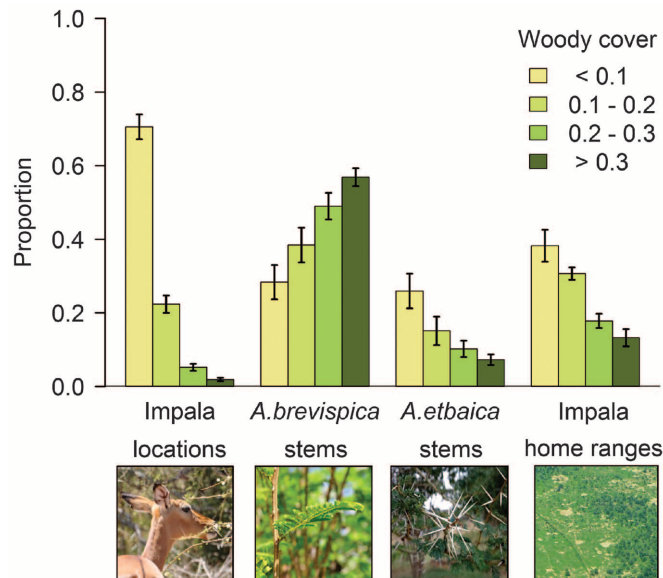 Woody cover
< 0.1
0.1 - 0.2
0.2 - 0.3
> 0.3
Proportion
1.0
0.8
0.6
0.4
0.2
0.0
Impala
locations
A.brevispica
stems
A.etbaica
stems
Impala
home ranges